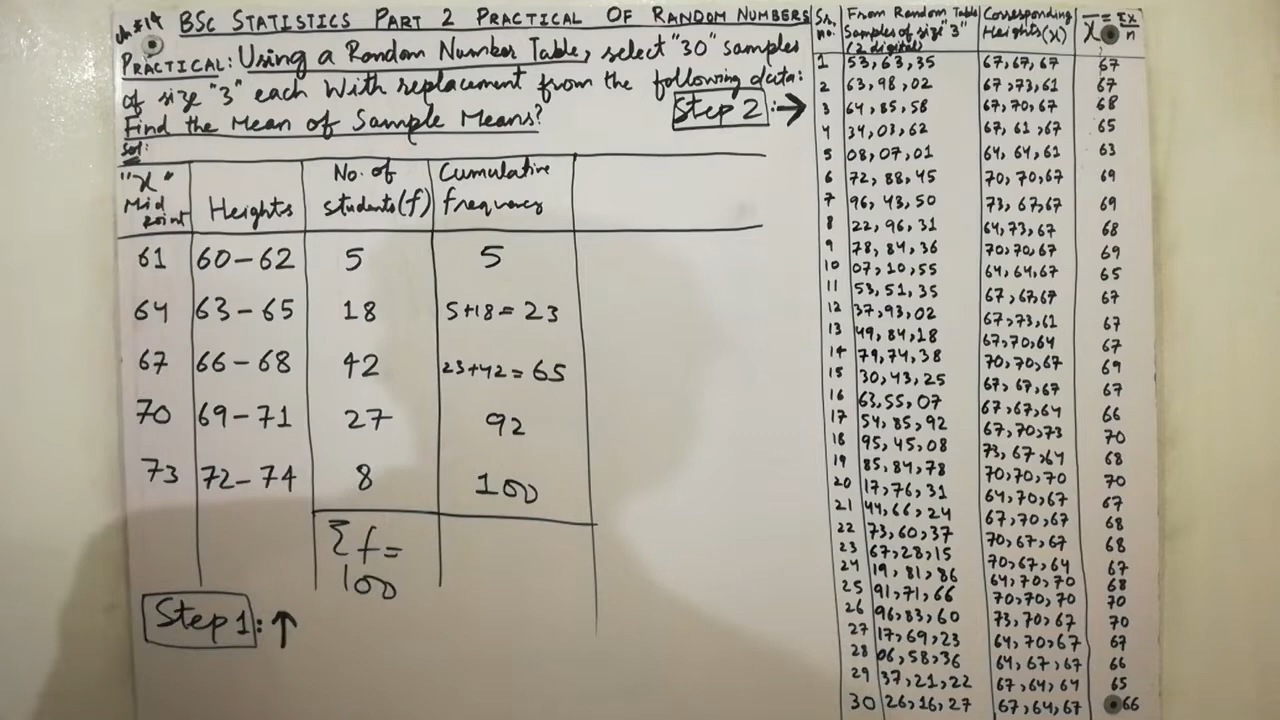 ch#14
BSc STATISTICS PART 2 PRACTICAL OF RANDOM NUMBERS
PRACTICAL: Using a Random Number Table, select "30" samples
of size "3" each With replacement from the following data:
Find the Mean of Sample Means?
Step 2: →
Sol:
"X" Mid Point | Heights | No. of students (f) | Cumulative frequency
61 | 60-62 | 5 | 5
64 | 63-65 | 18 | 5+18=23
67 | 66-68 | 42 | 23+42=65
70 | 69-71 | 27 | 92
73 | 72-74 | 8 | 100
Σf=
100
Step 1: ↑
Sr. no. | From Random Table Samples of size "3" (2 digital) | Corresponding Heights (X) | X̄ = ΣX/n
1 | 53,63,35 | 67,67,67 | 67
2 | 63,98,02 | 67,73,61 | 67
3 | 64,85,58 | 67,70,67 | 68
4 | 34,03,62 | 67,61,67 | 65
5 | 08,07,01 | 64,64,61 | 63
6 | 72,88,45 | 70,70,67 | 69
7 | 96,43,50 | 73,67,67 | 69
8 | 22,96,31 | 64,73,67 | 68
9 | 78,84,36 | 70,70,67 | 69
10 | 07,10,55 | 64,64,67 | 65
11 | 53,51,35 | 67,67,67 | 67
12 | 37,93,02 | 67,73,61 | 67
13 | 49,84,18 | 67,70,64 | 67
14 | 79,74,38 | 70,70,67 | 69
15 | 30,43,25 | 67,67,67 | 67
16 | 63,55,07 | 67,67,64 | 66
17 | 54,85,92 | 67,70,73 | 70
18 | 95,45,08 | 73,67,64 | 68
19 | 85,84,78 | 70,70,70 | 70
20 | 17,76,31 | 64,70,67 | 67
21 | 44,66,24 | 67,70,67 | 68
22 | 73,60,37 | 70,67,67 | 68
23 | 67,28,15 | 70,67,64 | 67
24 | 19,81,86 | 64,70,70 | 68
25 | 91,71,66 | 70,70,70 | 70
26 | 96,83,60 | 73,70,67 | 70
27 | 17,69,23 | 64,70,67 | 67
28 | 06,58,36 | 64,67,67 | 66
29 | 37,21,22 | 67,64,64 | 65
30 | 26,16,27 | 67,64,67 | 66